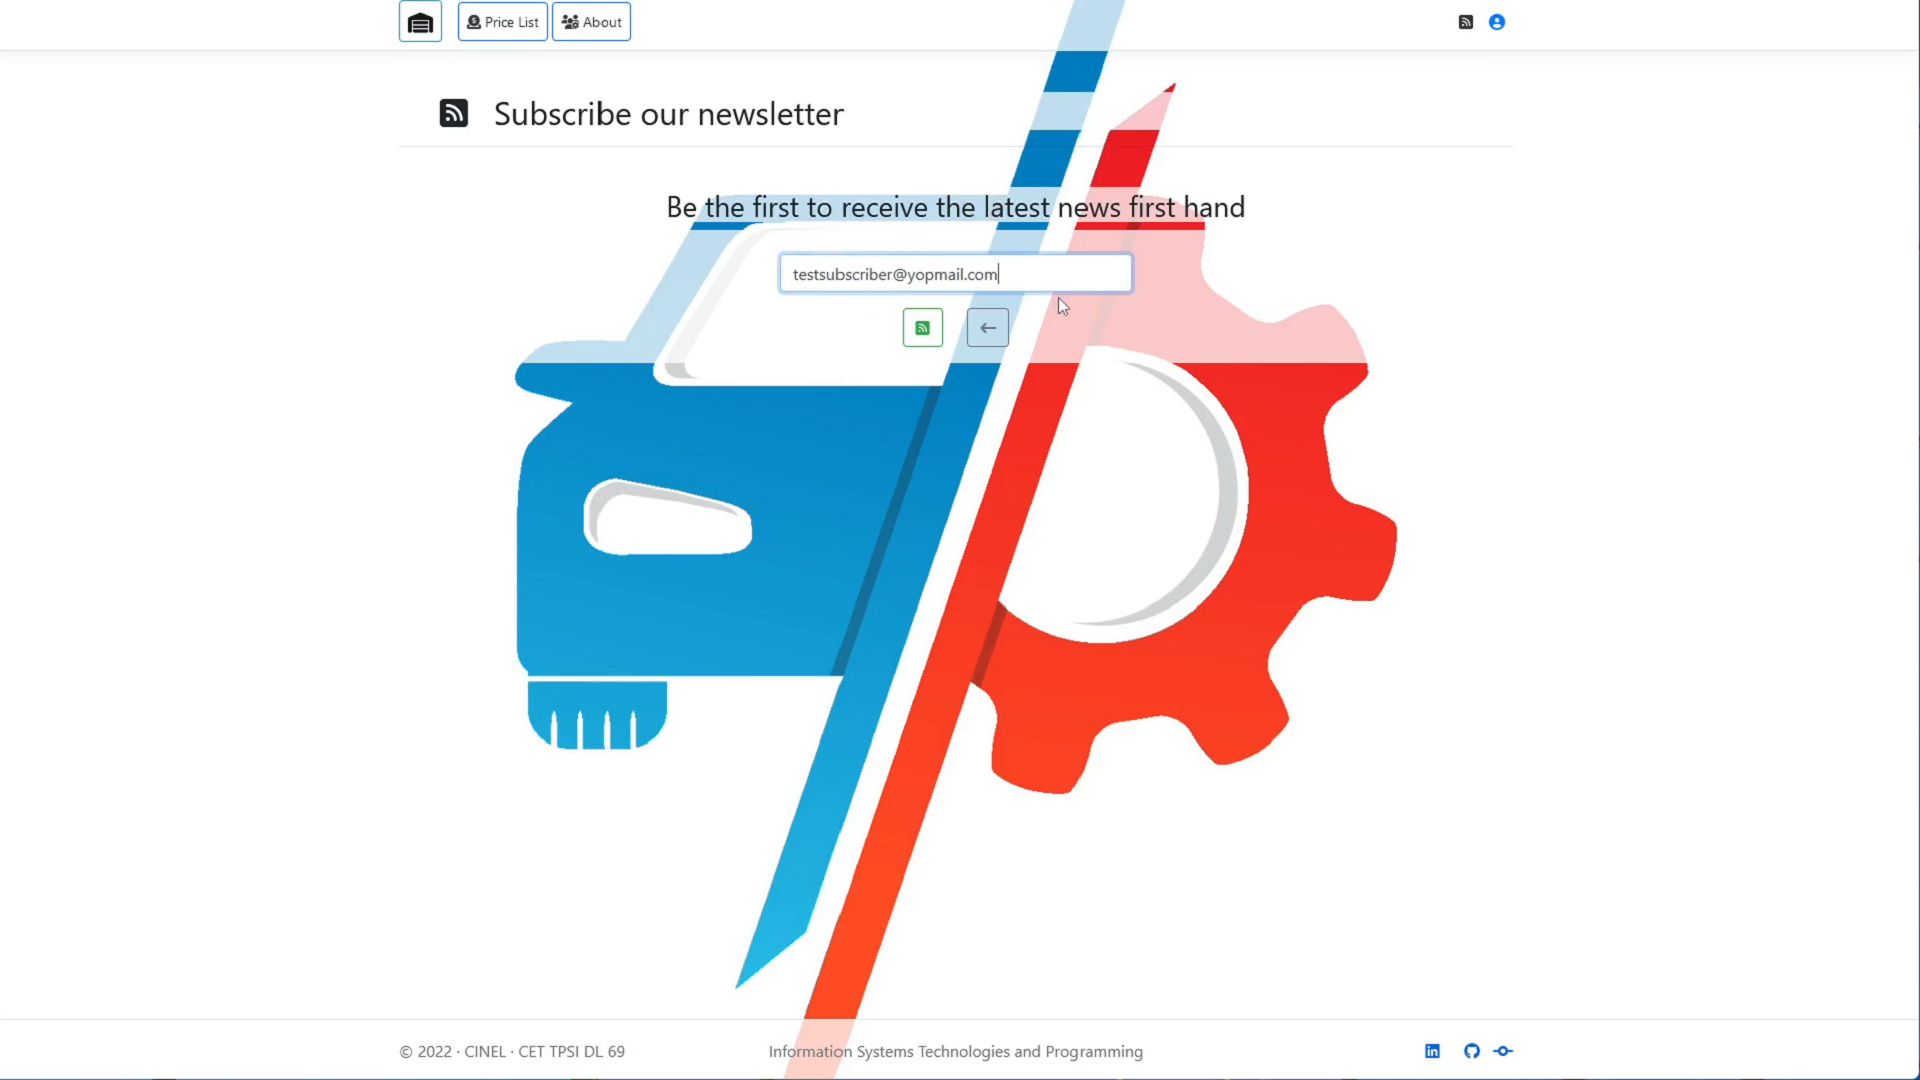 Price List
About
Subscribe our newsletter
Be the first to receive the latest news first hand
testsubscriber@yopmail.com
© 2022 · CINEL · CET TPSI DL 69
Information Systems Technologies and Programming